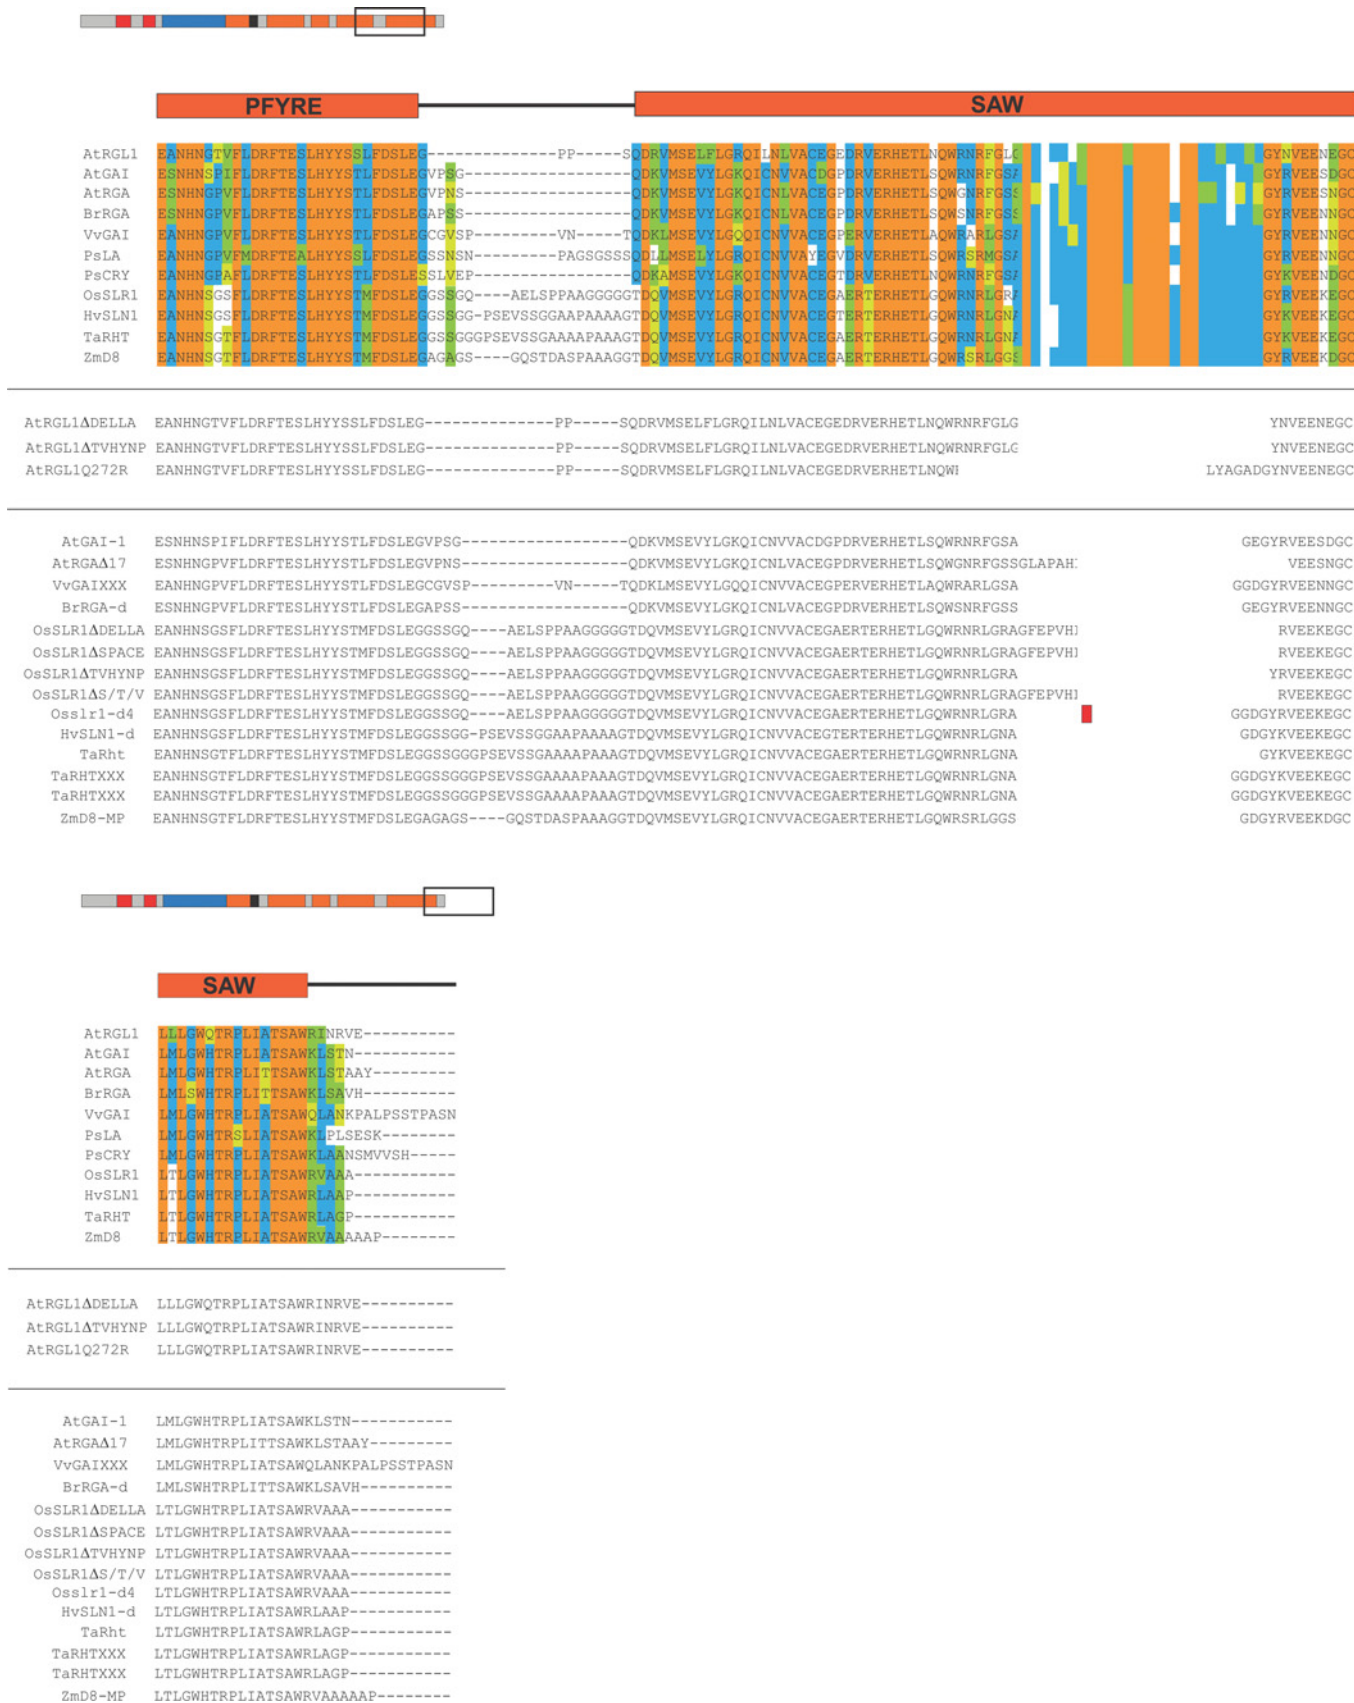 PFYRE SAW
AtRGL1 EANHNGTVFLDRFTESLHYYSSLFDSLEG--------------PP-----SQDRVMSELFLGRQILNLVACEGEDRVERHETLNQWRNRFGLG GYNVEENEGC
AtGAI ESNHNSPIFLDRFTESLHYYSTLFDSLEGVPSG------------------QDKVMSEVYLGKQICNVVACDGPDRVERHETLSQWRNRFGSA GYRVEESDGC
AtRGA ESNHNGPVFLDRFTESLHYYSTLFDSLEGVPNS------------------QDKVMSEVYLGKQICNLVACEGPDRVERHETLSQWGNRFGSS GYRVEESNGC
BrRGA ESNHNGPVFLDRFTESLHYYSTLFDSLEGAPSS------------------QDKVMSEVYLGKQICNLVACEGPDRVERHETLSQWSNRFGSS GYRVEENNGC
VvGAI EANHNGPVFLDRFTESLHYYSTLFDSLEGCGVSP---------VN-----TQDKLMSEVYLGQQICNVVACEGPERVERHETLAQWRARLGSA GYRVEENNGC
PsLA EANHNGPVFMDRFTEALHYYSSLFDSLEGSSNSN---------PAGSGSSSQDLLMSELYLGRQICNVVAYEGVDRVERHETLTQWRSRMGSA GYRVEENDGC
PsCRY EANHNGPAFLDRFTESLHYYSTLFDSLESSLVEP-----------------QDKAMSEVYLGKQICNVVACEGTDRVERHETLNQWRNRFGSA GYKVEENDGC
OsSLR1 EANHNSGSFLDRFTESLHYYSTMFDSLEGGSSGQ----AELSPPAAGGGGGTDQVMSEVYLGRQICNVVACEGAERTERHETLGQWRNRLGRA GYRVEEKEGC
HvSLN1 EANHNSGSFLDRFTESLHYYSTMFDSLEGGSSGG-PSEVSSGGAAPAAAAGTDQVMSEVYLGRQICNVVACEGTERTERHETLGQWRNRLGNA GYKVEEKEGC
TaRHT EANHNSGTFLDRFTESLHYYSTMFDSLEGGSSGGGPSEVSSGAAAAPAAAGTDQVMSEVYLGRQICNVVACEGAERTERHETLGQWRNRLGNA GYKVEEKEGC
ZmD8 EANHNSGTFLDRFTESLHYYSTMFDSLEGAGAGS----GQSTDASPAAAGGTDQVMSEVYLGRQICNVVACEGAERTERHETLGQWRSRLGGS GYRVEEKDGC
AtRGL1ΔDELLA EANHNGTVFLDRFTESLHYYSSLFDSLEG--------------PP-----SQDRVMSELFLGRQILNLVACEGEDRVERHETLNQWRNRFGLG YNVEENEGC
AtRGL1ΔTVHYNP EANHNGTVFLDRFTESLHYYSSLFDSLEG--------------PP-----SQDRVMSELFLGRQILNLVACEGEDRVERHETLNQWRNRFGLG YNVEENEGC
AtRGL1Q272R EANHNGTVFLDRFTESLHYYSSLFDSLEG--------------PP-----SQDRVMSELFLGRQILNLVACEGEDRVERHETLNQW LYAGADGYNVEENEGC
AtGAI-1 ESNHNSPIFLDRFTESLHYYSTLFDSLEGVPSG------------------QDKVMSEVYLGKQICNVVACDGPDRVERHETLSQWRNRFGSA GEGYRVEESDGC
AtRGAΔ17 ESNHNGPVFLDRFTESLHYYSTLFDSLEGVPNS------------------QDKVMSEVYLGKQICNLVACEGPDRVERHETLSQWGNRFGSSGLAPAH VEESNGC
VvGAIXXX EANHNGPVFLDRFTESLHYYSTLFDSLEGCGVSP---------VN-----TQDKLMSEVYLGQQICNVVACEGPERVERHETLAQWRARLGSA GGDGYRVEENNGC
BrRGA-d ESNHNGPVFLDRFTESLHYYSTLFDSLEGAPSS------------------QDKVMSEVYLGKQICNLVACEGPDRVERHETLSQWSNRFGSS GEGYRVEENNGC
OsSLR1ΔDELLA EANHNSGSFLDRFTESLHYYSTMFDSLEGGSSGQ----AELSPPAAGGGGGTDQVMSEVYLGRQICNVVACEGAERTERHETLGQWRNRLGRAGFEPVH RVEEKEGC
OsSLR1ΔSPACE EANHNSGSFLDRFTESLHYYSTMFDSLEGGSSGQ----AELSPPAAGGGGGTDQVMSEVYLGRQICNVVACEGAERTERHETLGQWRNRLGRAGFEPVH RVEEKEGC
OsSLR1ΔTVHYNP EANHNSGSFLDRFTESLHYYSTMFDSLEGGSSGQ----AELSPPAAGGGGGTDQVMSEVYLGRQICNVVACEGAERTERHETLGQWRNRLGRA YRVEEKEGC
OsSLR1ΔS/T/V EANHNSGSFLDRFTESLHYYSTMFDSLEGGSSGQ----AELSPPAAGGGGGTDQVMSEVYLGRQICNVVACEGAERTERHETLGQWRNRLGRAGFEPVH RVEEKEGC
Osslr1-d4 EANHNSGSFLDRFTESLHYYSTMFDSLEGGSSGQ----AELSPPAAGGGGGTDQVMSEVYLGRQICNVVACEGAERTERHETLGQWRNRLGRA GGDGYRVEEKEGC
HvSLN1-d EANHNSGSFLDRFTESLHYYSTMFDSLEGGSSGG-PSEVSSGGAAPAAAAGTDQVMSEVYLGRQICNVVACEGTERTERHETLGQWRNRLGNA GDGYKVEEKEGC
TaRht EANHNSGTFLDRFTESLHYYSTMFDSLEGGSSGGGPSEVSSGAAAAPAAAGTDQVMSEVYLGRQICNVVACEGAERTERHETLGQWRNRLGNA GYKVEEKEGC
TaRHTXXX EANHNSGTFLDRFTESLHYYSTMFDSLEGGSSGGGPSEVSSGAAAAPAAAGTDQVMSEVYLGRQICNVVACEGAERTERHETLGQWRNRLGNA GGDGYKVEEKEGC
TaRHTXXX EANHNSGTFLDRFTESLHYYSTMFDSLEGGSSGGGPSEVSSGAAAAPAAAGTDQVMSEVYLGRQICNVVACEGAERTERHETLGQWRNRLGNA GGDGYKVEEKEGC
ZmD8-MP EANHNSGTFLDRFTESLHYYSTMFDSLEGAGAGS----GQSTDASPAAAGGTDQVMSEVYLGRQICNVVACEGAERTERHETLGQWRSRLGGS GDGYRVEEKDGC
SAW
AtRGL1 LLLGWQTRPLIATSAWRINRVE----------
AtGAI LMLGWHTRPLIATSAWKLSTN-----------
AtRGA LMLGWHTRPLITTSAWKLSTAAY---------
BrRGA LMLSWHTRPLITTSAWKLSAVH----------
VvGAI LMLGWHTRPLIATSAWQLANKPALPSSTPASN
PsLA LMLGWHTRSLIATSAWKLPLSESK--------
PsCRY LMLGWHTRPLIATSAWKLAANSMVVSH-----
OsSLR1 LTLGWHTRPLIATSAWRVAAA-----------
HvSLN1 LTLGWHTRPLIATSAWRLAAP-----------
TaRHT LTLGWHTRPLIATSAWRLAGP-----------
ZmD8 LTLGWHTRPLIATSAWRVAAAAAP--------
AtRGL1ΔDELLA LLLGWQTRPLIATSAWRINRVE----------
AtRGL1ΔTVHYNP LLLGWQTRPLIATSAWRINRVE----------
AtRGL1Q272R LLLGWQTRPLIATSAWRINRVE----------
AtGAI-1 LMLGWHTRPLIATSAWKLSTN-----------
AtRGAΔ17 LMLGWHTRPLITTSAWKLSTAAY---------
VvGAIXXX LMLGWHTRPLIATSAWQLANKPALPSSTPASN
BrRGA-d LMLSWHTRPLITTSAWKLSAVH----------
OsSLR1ΔDELLA LTLGWHTRPLIATSAWRVAAA-----------
OsSLR1ΔSPACE LTLGWHTRPLIATSAWRVAAA-----------
OsSLR1ΔTVHYNP LTLGWHTRPLIATSAWRVAAA-----------
OsSLR1ΔS/T/V LTLGWHTRPLIATSAWRVAAA-----------
Osslr1-d4 LTLGWHTRPLIATSAWRVAAA-----------
HvSLN1-d LTLGWHTRPLIATSAWRLAAP-----------
TaRht LTLGWHTRPLIATSAWRLAGP-----------
TaRHTXXX LTLGWHTRPLIATSAWRLAGP-----------
TaRHTXXX LTLGWHTRPLIATSAWRLAGP-----------
ZmD8-MP LTLGWHTRPLIATSAWRVAAAAAP--------